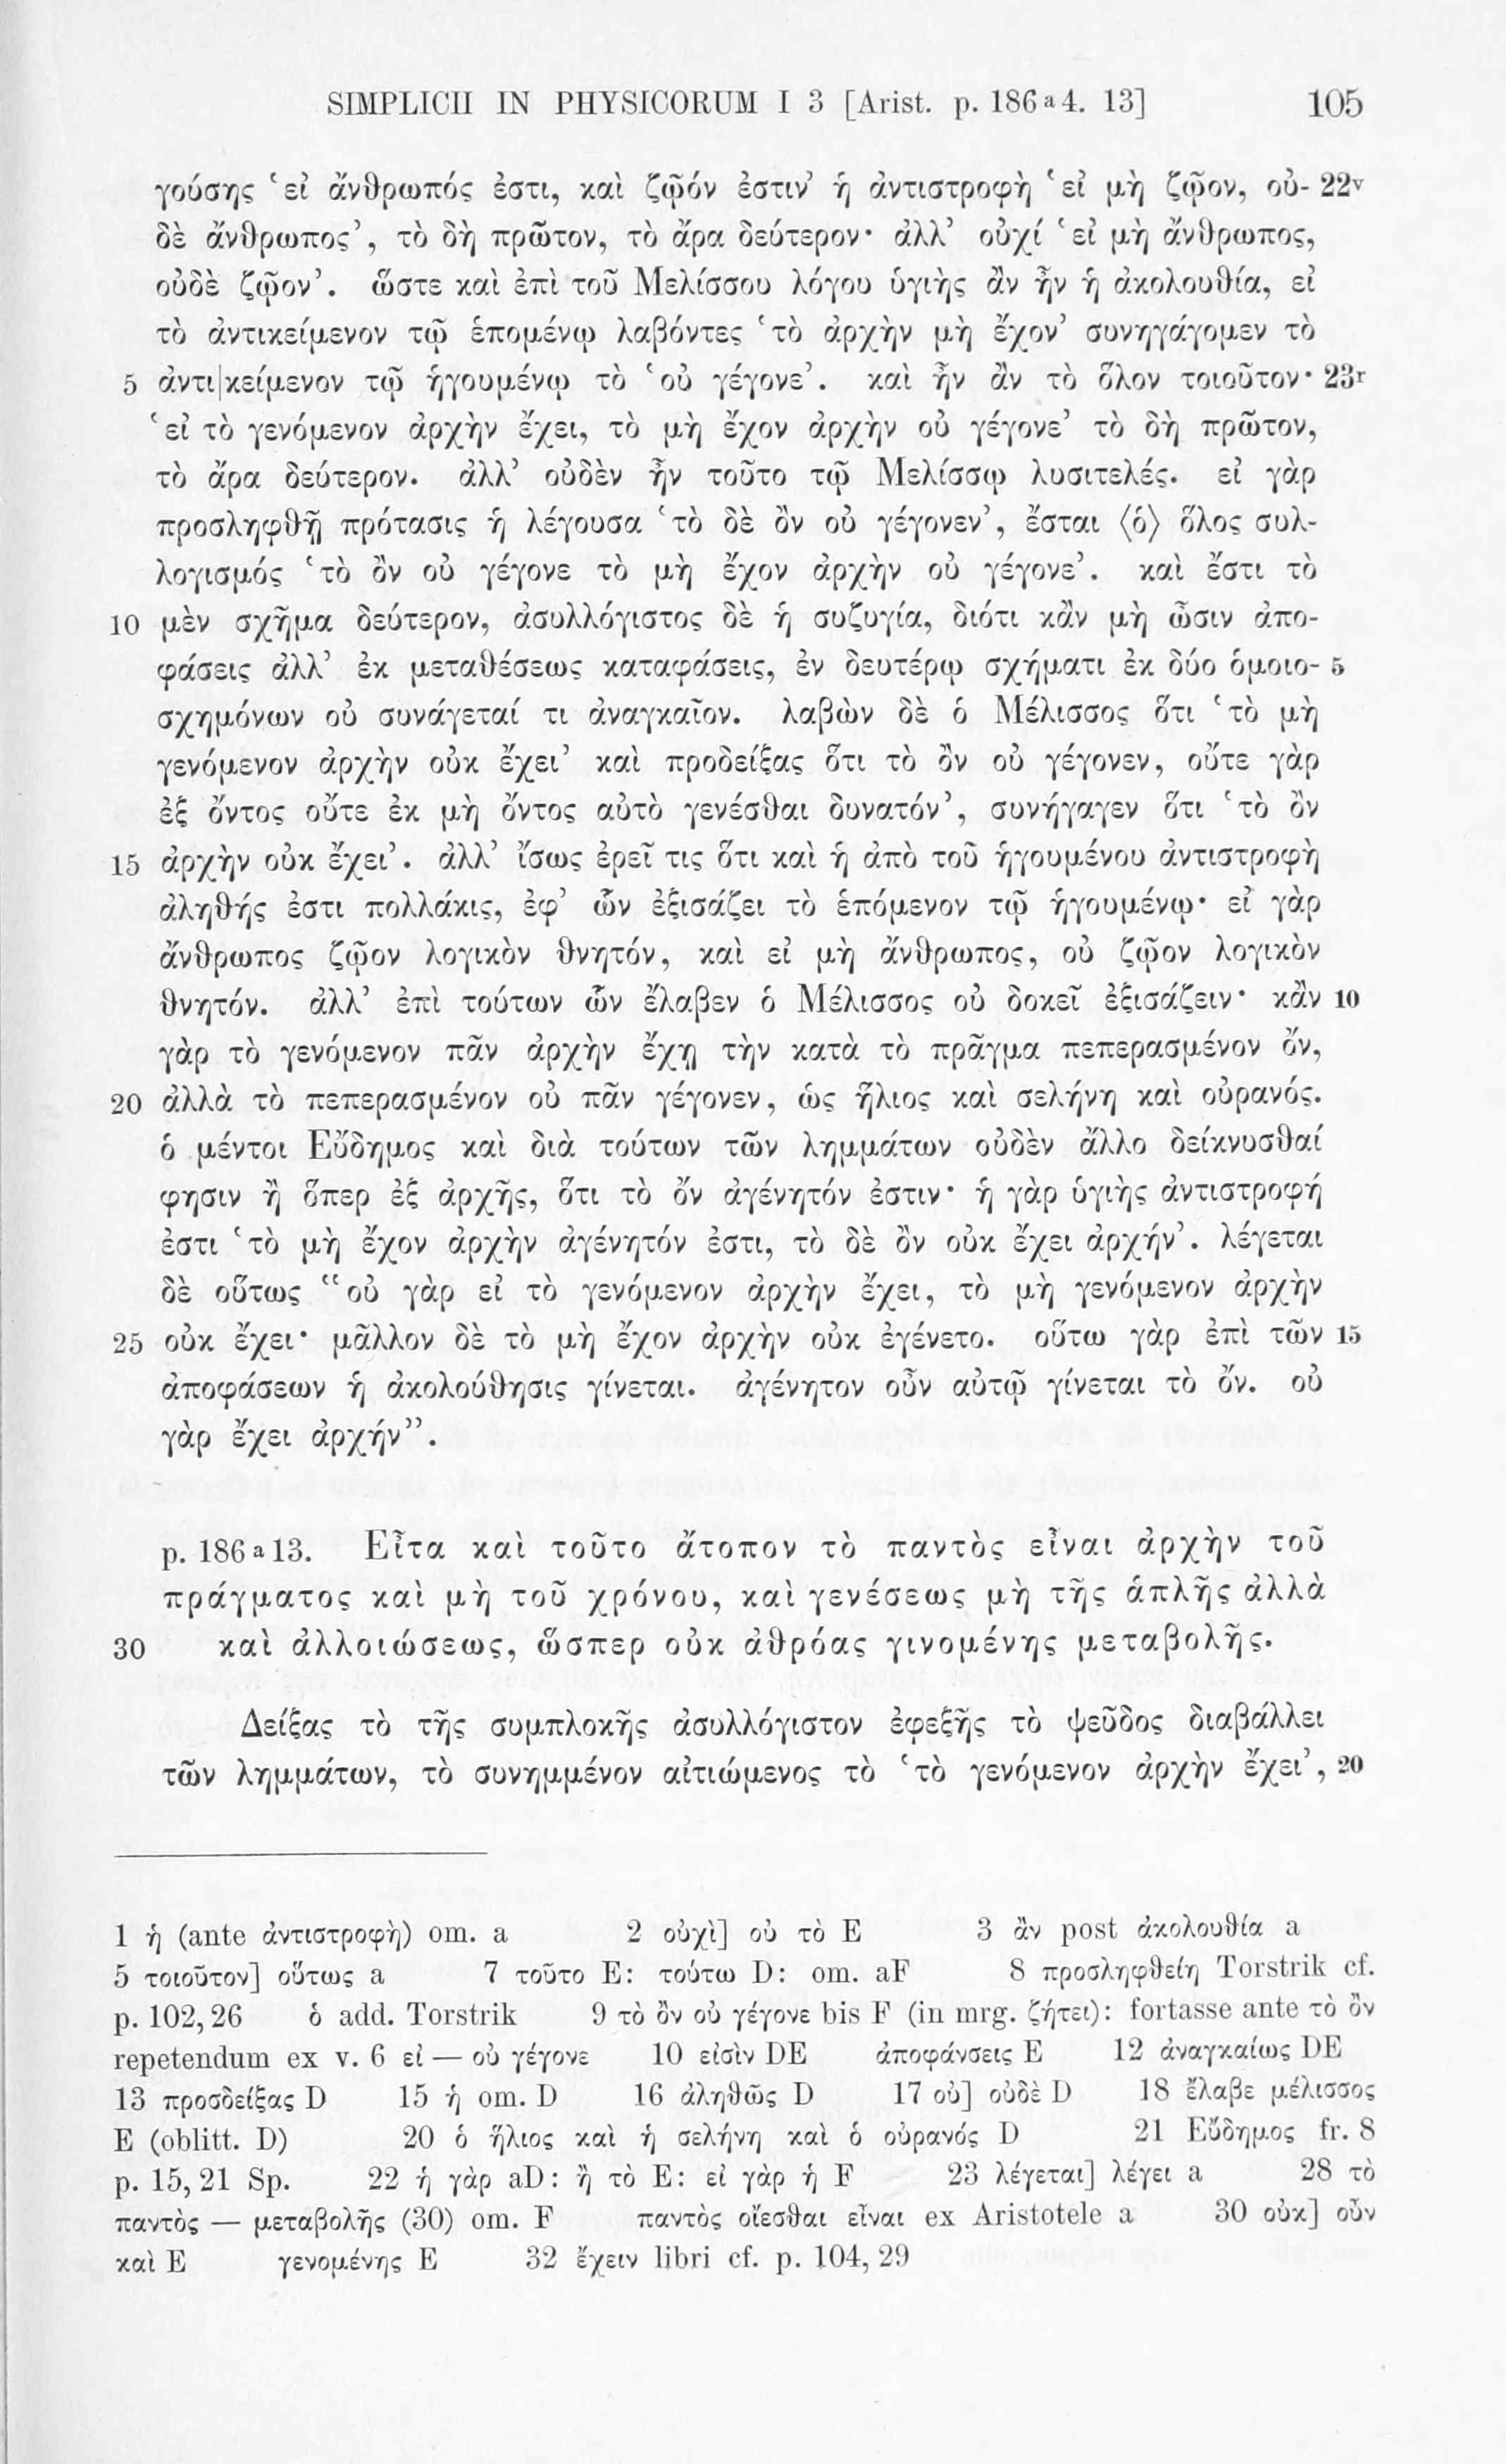 SIMPLICII IN PHYSICORUM I 3 [Arist. p. 186 a 4. 13] 105
γούσης ‘εἰ ἄνθρωπός ἐστι, καὶ ζῷόν ἐστιν’ ἡ ἀντιστροφὴ ‘εἰ μὴ ζῷον, οὐ- 22v
δὲ ἄνθρωπος’, τὸ δὴ πρῶτον, τὸ ἄρα δεύτερον· ἀλλ’ οὐχί ‘εἰ μὴ ἄνθρωπος,
οὐδὲ ζῷον’. ὥστε καὶ ἐπὶ τοῦ Μελίσσου λόγου ὑγιὴς ἂν ἦν ἡ ἀκολουθία, εἰ
τὸ ἀντικείμενον τῷ ἑπομένῳ λαβόντες ‘τὸ ἀρχὴν μὴ ἔχον’ συνηγάγομεν τὸ
5 ἀντι|κείμενον τῷ ἡγουμένῳ τὸ ‘οὐ γέγονε’. καὶ ἦν ἂν τὸ ὅλον τοιοῦτον· 23r
‘εἰ τὸ γενόμενον ἀρχὴν ἔχει, τὸ μὴ ἔχον ἀρχὴν οὐ γέγονε’ τὸ δὴ πρῶτον,
τὸ ἄρα δεύτερον. ἀλλ’ οὐδὲν ἦν τοῦτο τῷ Μελίσσῳ λυσιτελές. εἰ γὰρ
προσληφθῇ πρότασις ἡ λέγουσα ‘τὸ δὲ ὂν οὐ γέγονεν’, ἔσται ⟨ὁ⟩ ὅλος συλ-
λογισμός ‘τὸ ὂν οὐ γέγονε τὸ μὴ ἔχον ἀρχὴν οὐ γέγονε’. καὶ ἔστι τὸ
10 μὲν σχῆμα δεύτερον, ἀσυλλόγιστος δὲ ἡ συζυγία, διότι κἂν μὴ ὦσιν ἀπο-
φάσεις ἀλλ’ ἐκ μεταθέσεως καταφάσεις, ἐν δευτέρῳ σχήματι ἐκ δύο ὁμοιο- 5
σχημόνων οὐ συνάγεταί τι ἀναγκαῖον. λαβὼν δὲ ὁ Μέλισσος ὅτι ‘τὸ μὴ
γενόμενον ἀρχὴν οὐκ ἔχει’ καὶ προδείξας ὅτι τὸ ὂν οὐ γέγονεν, οὔτε γὰρ
ἐξ ὄντος οὔτε ἐκ μὴ ὄντος αὐτὸ γενέσθαι δυνατόν’, συνήγαγεν ὅτι ‘τὸ ὂν
15 ἀρχὴν οὐκ ἔχει’. ἀλλ’ ἴσως ἐρεῖ τις ὅτι καὶ ἡ ἀπὸ τοῦ ἡγουμένου ἀντιστροφὴ
ἀληθής ἐστι πολλάκις, ἐφ’ ὧν ἐξισάζει τὸ ἑπόμενον τῷ ἡγουμένῳ· εἰ γὰρ
ἄνθρωπος ζῷον λογικὸν θνητόν, καὶ εἰ μὴ ἄνθρωπος, οὐ ζῷον λογικὸν
θνητόν. ἀλλ’ ἐπὶ τούτων ὧν ἔλαβεν ὁ Μέλισσος οὐ δοκεῖ ἐξισάζειν· κἂν 10
γὰρ τὸ γενόμενον πᾶν ἀρχὴν ἔχῃ τὴν κατὰ τὸ πρᾶγμα πεπερασμένον ὄν,
20 ἀλλὰ τὸ πεπερασμένον οὐ πᾶν γέγονεν, ὡς ἥλιος καὶ σελήνη καὶ οὐρανός.
ὁ μέντοι Εὔδημος καὶ διὰ τούτων τῶν λημμάτων οὐδὲν ἄλλο δείκνυσθαί
φησιν ἢ ὅπερ ἐξ ἀρχῆς, ὅτι τὸ ὄν ἀγένητόν ἐστιν· ἡ γὰρ ὑγιὴς ἀντιστροφή
ἐστι ‘τὸ μὴ ἔχον ἀρχὴν ἀγένητόν ἐστι, τὸ δὲ ὂν οὐκ ἔχει ἀρχήν’. λέγεται
δὲ οὕτως “οὐ γὰρ εἰ τὸ γενόμενον ἀρχὴν ἔχει, τὸ μὴ γενόμενον ἀρχὴν
25 οὐκ ἔχει· μᾶλλον δὲ τὸ μὴ ἔχον ἀρχὴν οὐκ ἐγένετο. οὕτω γὰρ ἐπὶ τῶν 15
ἀποφάσεων ἡ ἀκολούθησις γίνεται. ἀγένητον οὖν αὐτῷ γίνεται τὸ ὄν. οὐ
γὰρ ἔχει ἀρχήν”.
p. 186 a 13. Εἶτα καὶ τοῦτο ἄτοπον τὸ παντὸς εἶναι ἀρχὴν τοῦ
πράγματος καὶ μὴ τοῦ χρόνου, καὶ γενέσεως μὴ τῆς ἁπλῆς ἀλλὰ
30 καὶ ἀλλοιώσεως, ὥσπερ οὐκ ἀθρόας γινομένης μεταβολῆς.
Δείξας τὸ τῆς συμπλοκῆς ἀσυλλόγιστον ἐφεξῆς τὸ ψεῦδος διαβάλλει
τῶν λημμάτων, τὸ συνημμένον αἰτιώμενος τὸ ‘τὸ γενόμενον ἀρχὴν ἔχει’, 20
1 ἡ (ante ἀντιστροφὴ) om. a 2 οὐχὶ] οὐ τὸ E 3 ἂν post ἀκολουθία a
5 τοιοῦτον] οὕτως a 7 τοῦτο E: τούτω D: om. aF 8 προσληφθείη Torstrik cf.
p. 102, 26 ὁ add. Torstrik 9 τὸ ὂν οὐ γέγονε bis F (in mrg. ζήτει): fortasse ante τὸ ὂν
repetendum ex v. 6 εἰ — οὐ γέγονε 10 εἰσὶν DE ἀποφάνσεις E 12 ἀναγκαίως DE
13 προσδείξας D 15 ἡ om. D 16 ἀληθῶς D 17 οὐ] οὐδὲ D 18 ἔλαβε μέλισσος
E (oblitt. D) 20 ὁ ἥλιος καὶ ἡ σελήνη καὶ ὁ οὐρανός D 21 Εὔδημος fr. 8
p. 15, 21 Sp. 22 ἡ γὰρ aD: ἢ τὸ E: εἰ γὰρ ἡ F 23 λέγεται] λέγει a 28 τὸ
παντὸς — μεταβολῆς (30) om. F παντὸς οἴεσθαι εἶναι ex Aristotele a 30 οὐκ] οὖν
καὶ E γενομένης E 32 ἔχειν libri cf. p. 104, 29